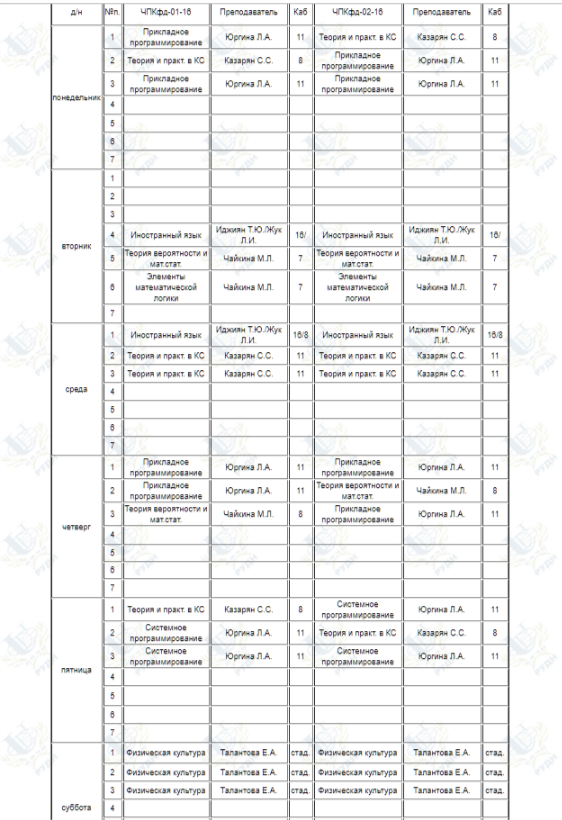 д/н №п. ЧПКфд-01-16 Преподаватель Каб ЧПКфд-02-16 Преподаватель Каб
понедельник
1 Прикладное программирование Юргина Л.А. 11 Теория и практ. в КС Казарян С.С. 8
2 Теория и практ. в КС Казарян С.С. 8 Прикладное программирование Юргина Л.А. 11
3 Прикладное программирование Юргина Л.А. 11 Прикладное программирование Юргина Л.А. 11
4
5
6
7
вторник
1
2
3
4 Иностранный язык Иджиян Т.Ю./Жук Л.И. 16/ Иностранный язык Иджиян Т.Ю./Жук Л.И. 16/
5 Теория вероятности и мат.стат. Чайкина М.Л. 7 Теория вероятности и мат.стат. Чайкина М.Л. 7
6 Элементы математической логики Чайкина М.Л. 7 Элементы математической логики Чайкина М.Л. 7
7
среда
1 Иностранный язык Иджиян Т.Ю./Жук Л.И. 16/8 Иностранный язык Иджиян Т.Ю./Жук Л.И. 16/8
2 Теория и практ. в КС Казарян С.С. 11 Теория и практ. в КС Казарян С.С. 11
3 Теория и практ. в КС Казарян С.С. 11 Теория и практ. в КС Казарян С.С. 11
4
5
6
7
четверг
1 Прикладное программирование Юргина Л.А. 11 Прикладное программирование Юргина Л.А. 11
2 Прикладное программирование Юргина Л.А. 11 Теория вероятности и мат.стат. Чайкина М.Л. 8
3 Теория вероятности и мат.стат. Чайкина М.Л. 8 Прикладное программирование Юргина Л.А. 11
4
5
6
7
пятница
1 Теория и практ. в КС Казарян С.С. 8 Системное программирование Юргина Л.А. 11
2 Системное программирование Юргина Л.А. 11 Теория и практ. в КС Казарян С.С. 8
3 Системное программирование Юргина Л.А. 11 Системное программирование Юргина Л.А. 11
4
5
6
7
суббота
1 Физическая культура Талантова Е.А. стад. Физическая культура Талантова Е.А. стад.
2 Физическая культура Талантова Е.А. стад. Физическая культура Талантова Е.А. стад.
3 Физическая культура Талантова Е.А. стад. Физическая культура Талантова Е.А. стад.
4
РУДН